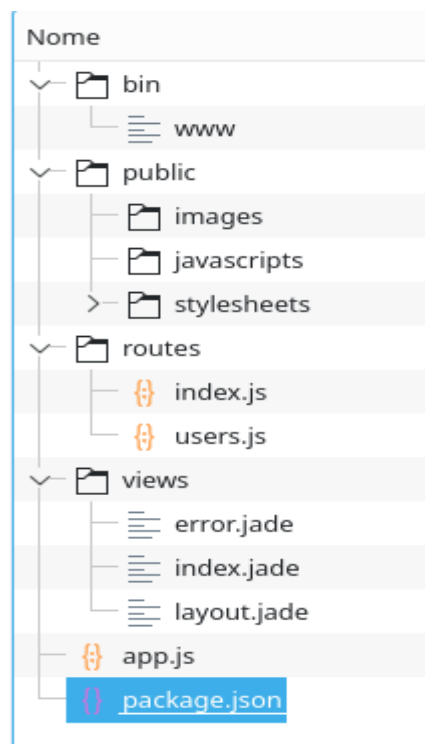 Nome
bin
www
public
images
javascripts
stylesheets
routes
index.js
users.js
views
error.jade
index.jade
layout.jade
app.js
package.json